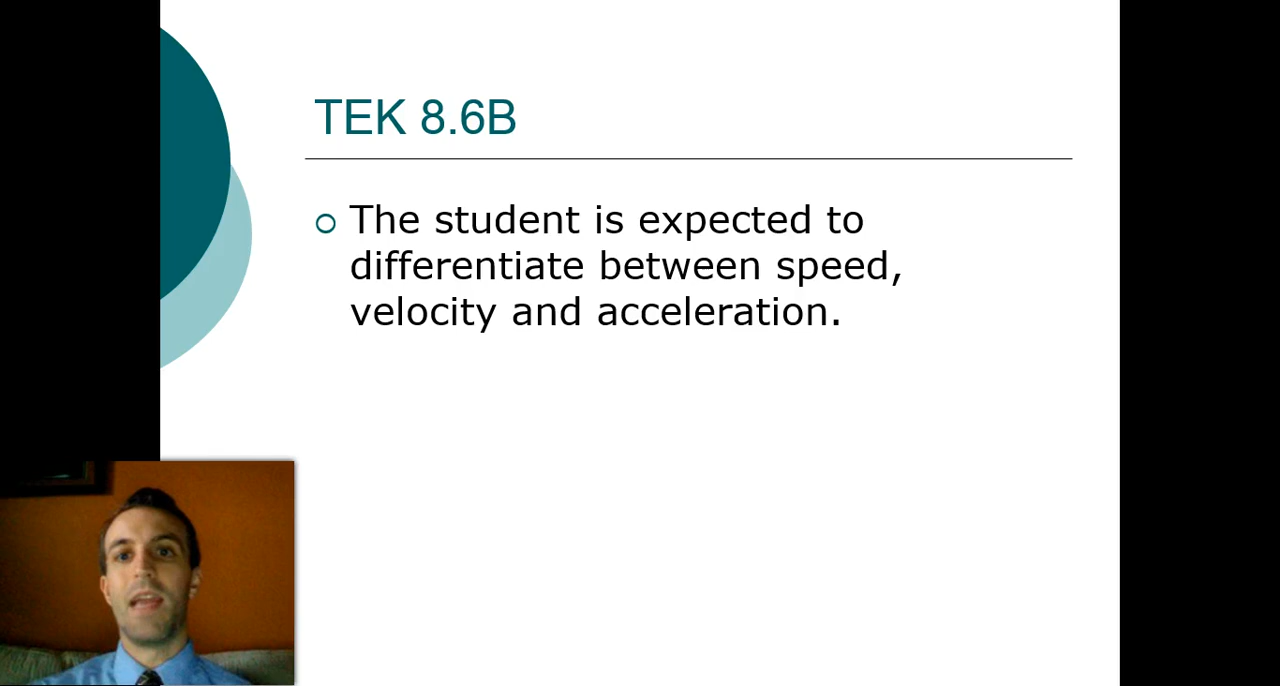 TEK 8.6B
The student is expected to
differentiate between speed,
velocity and acceleration.